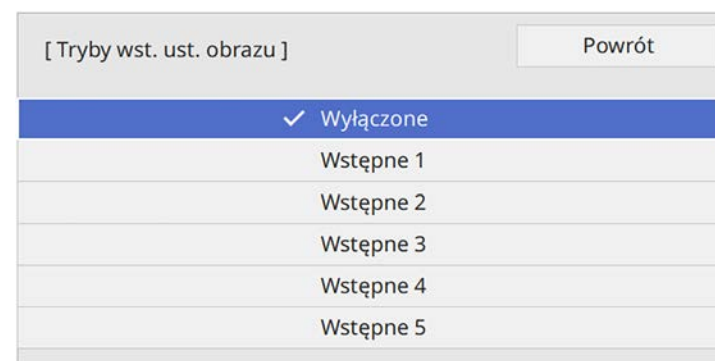 [ Tryby wst. ust. obrazu ]
Powrót
Wyłączone
Wstępne 1
Wstępne 2
Wstępne 3
Wstępne 4
Wstępne 5